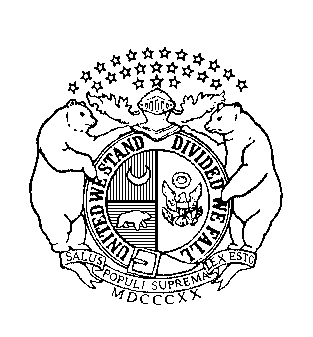 UNITED WE STAND DIVIDED WE FALL
SALUS POPULI SUPREMA LEX ESTO
MDCCCXX